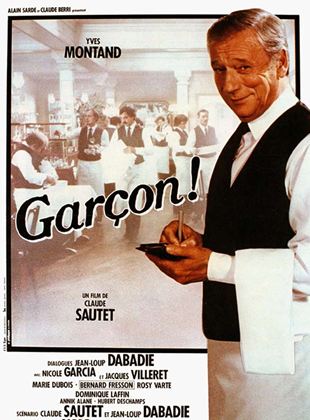 ALAIN SARDE et CLAUDE BERRI présentent
YVES
MONTAND
Garçon!
UN FILM DE
CLAUDE
SAUTET
DIALOGUES JEAN-LOUP DABADIE
avec NICOLE GARCIA et JACQUES VILLERET
MARIE DUBOIS · BERNARD FRESSON · ROSY VARTE
DOMINIQUE LAFFIN
ANNIK ALANE · HUBERT DESCHAMPS
SCÉNARIO CLAUDE SAUTET ET JEAN-LOUP DABADIE